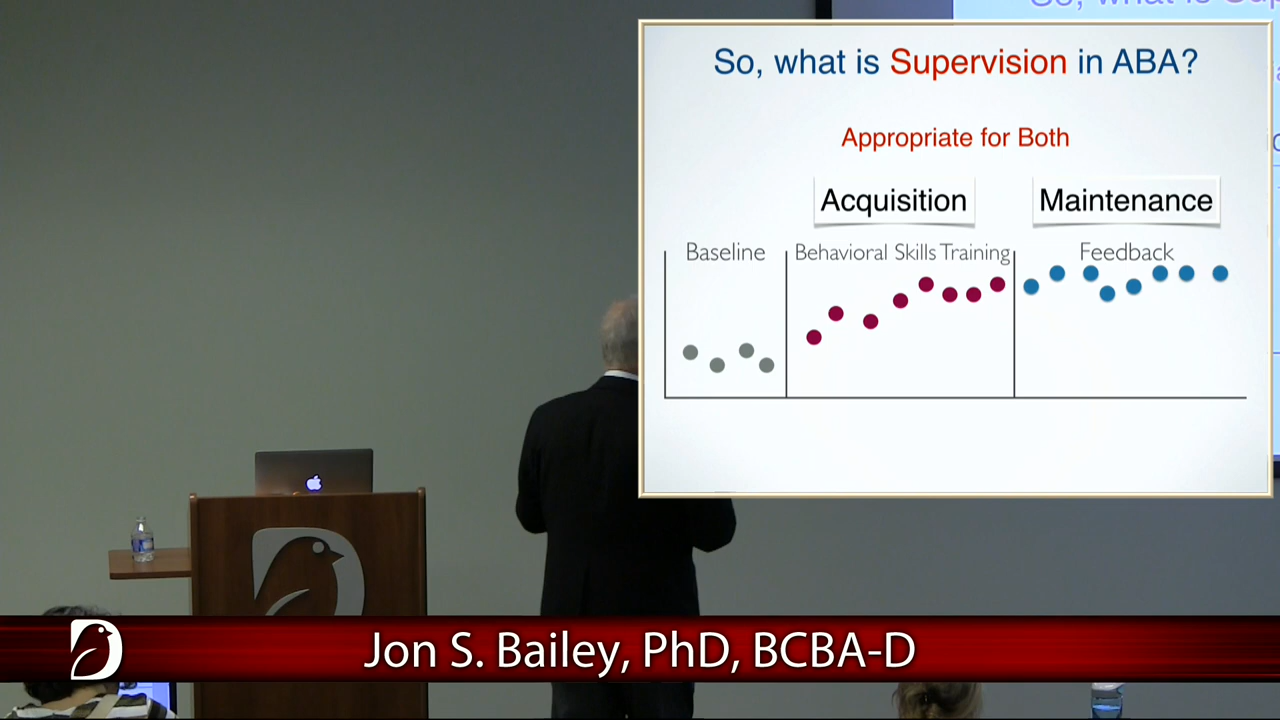 So, what is Supervision in ABA?
Appropriate for Both
Acquisition
Maintenance
Baseline
Behavioral Skills Training
Feedback
Jon S. Bailey, PhD, BCBA-D